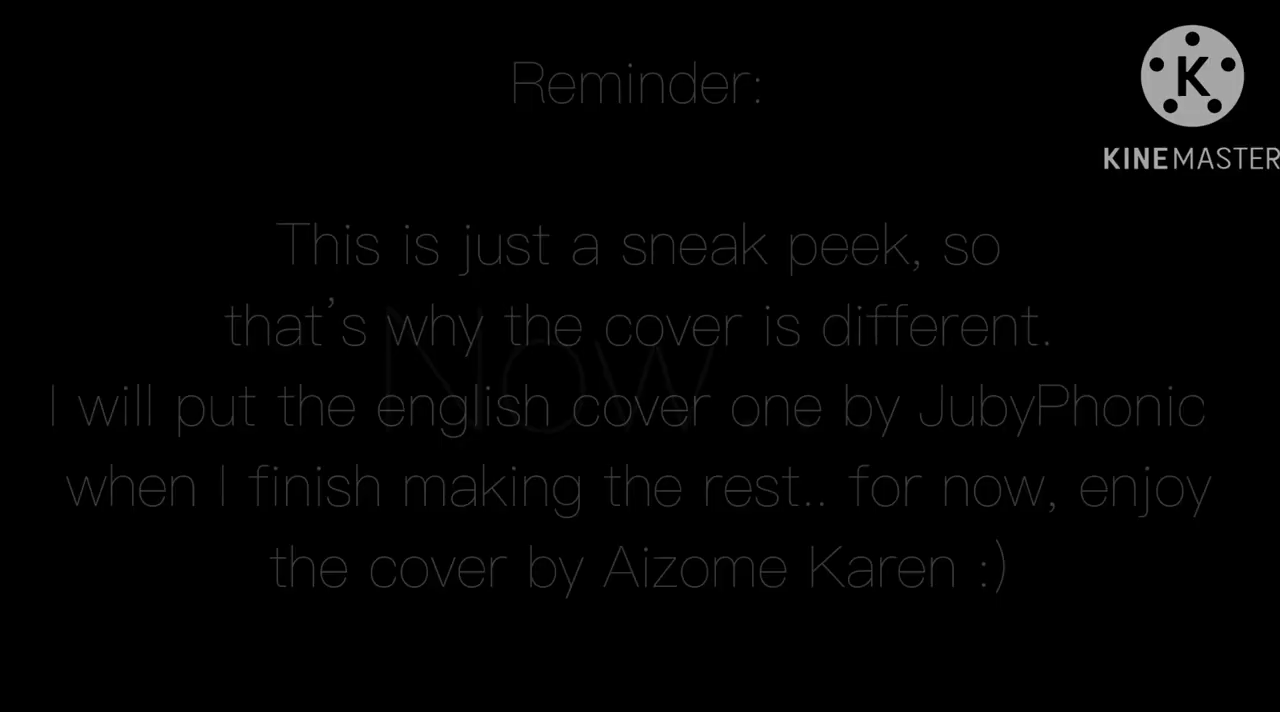 Reminder:
K
KINEMASTER
This is just a sneak peek, so
that's why the cover is different.
Now
I will put the english cover one by JubyPhonic
when I finish making the rest.. for now, enjoy
the cover by Aizome Karen :)